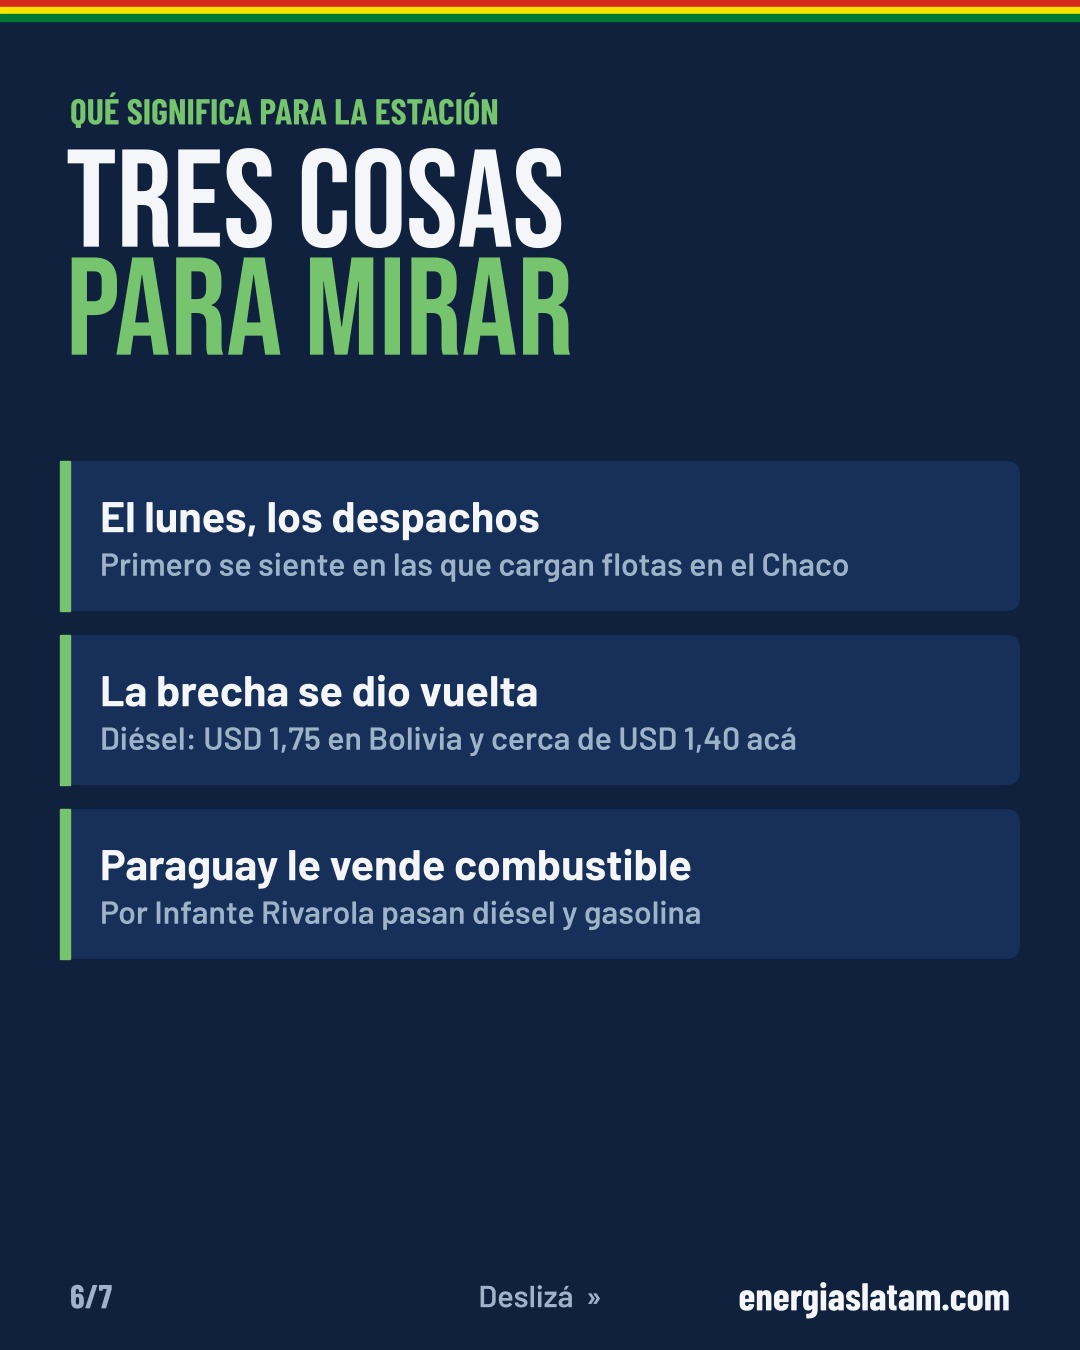 QUÉ SIGNIFICA PARA LA ESTACIÓN
TRES COSAS
PARA MIRAR
El lunes, los despachos
Primero se siente en las que cargan flotas en el Chaco
La brecha se dio vuelta
Diésel: USD 1,75 en Bolivia y cerca de USD 1,40 acá
Paraguay le vende combustible
Por Infante Rivarola pasan diésel y gasolina
6/7
Deslizá »
energiaslatam.com